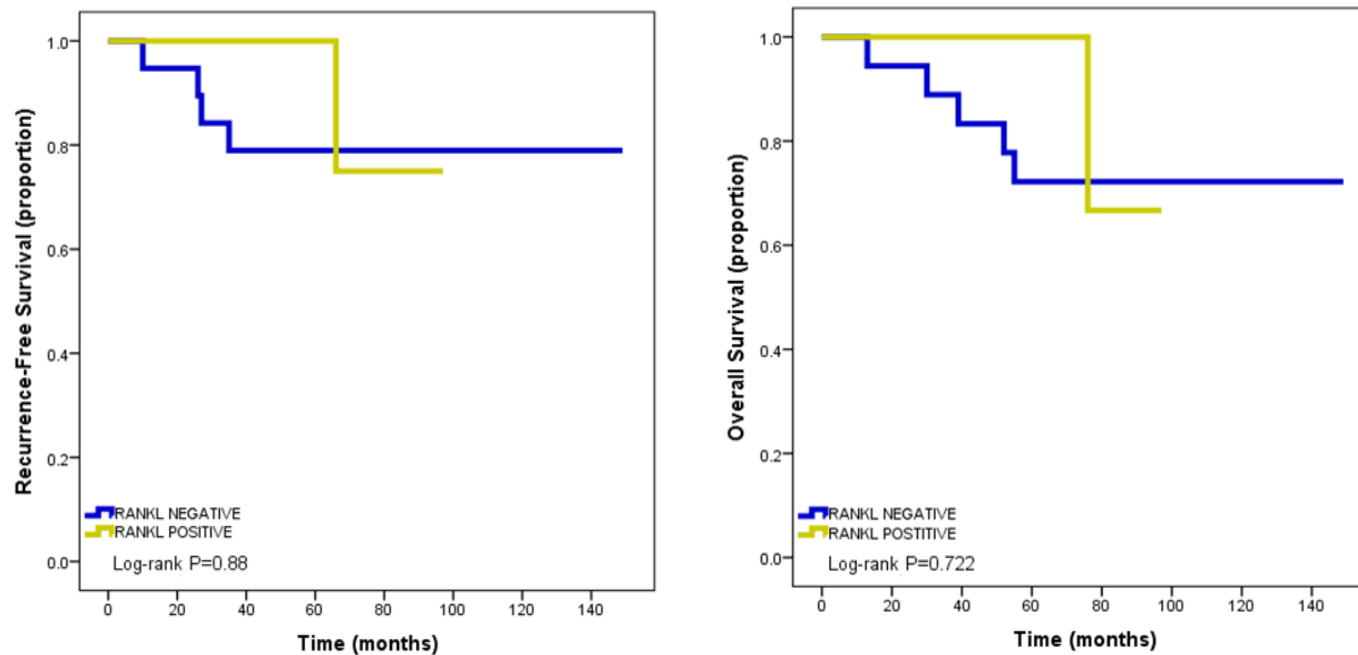 Recurrence-Free Survival (proportion)
1.0
0.8
0.6
0.4
0.2
0.0
RANKL NEGATIVE
RANKL POSITIVE
Log-rank P=0.88
0 20 40 60 80 100 120 140
Time (months)
Overall Survival (proportion)
1.0
0.8
0.6
0.4
0.2
0.0
RANKL NEGATIVE
RANKL POSTITIVE
Log-rank P=0.722
0 20 40 60 80 100 120 140
Time (months)